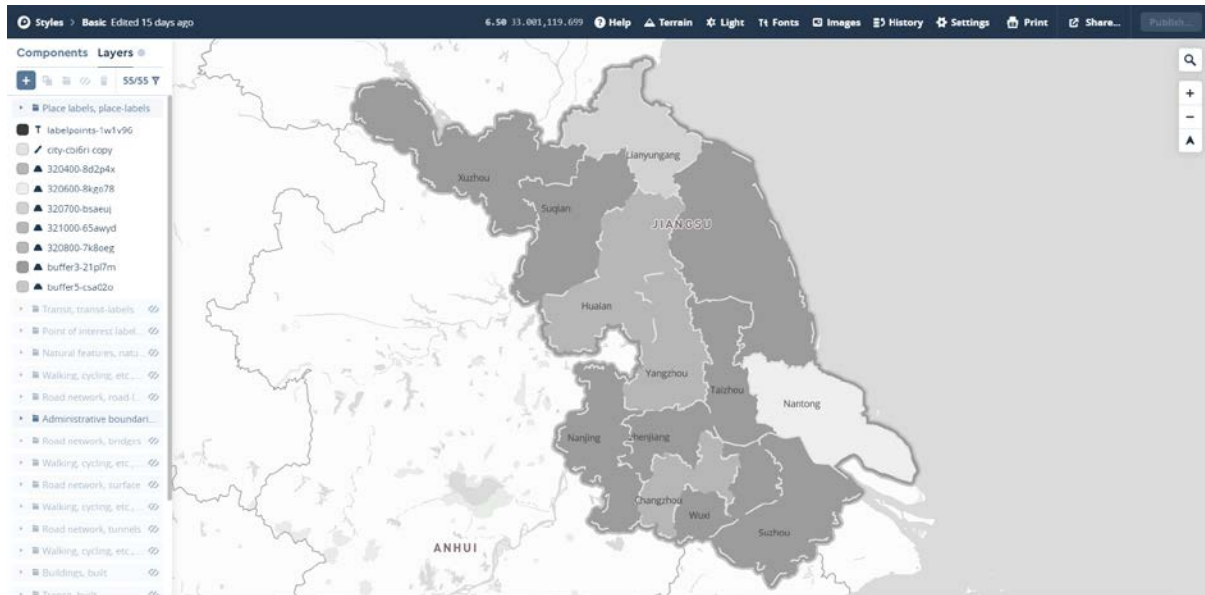 Styles > Basic Edited 15 days ago
6.50 33.001,119.699 Help Terrain Light Fonts Images History Settings Print Share... Publish...
Components Layers
55/55
Place labels, place-labels
labelpoints-1w1v96
city-cbi6ri copy
320400-8d2p4x
320600-8kgo78
320700-bsaeuj
321000-65awyd
320800-7k8oeg
buffer3-21pl7m
buffer5-csa02o
Transit, transit-labels
Point of interest label...
Natural features, natu...
Walking, cycling, etc....
Road network, road-l...
Administrative boundari...
Road network, bridges
Walking, cycling, etc....
Road network, surface
Walking, cycling, etc....
Road network, tunnels
Walking, cycling, etc....
Buildings, built
Transit, built
Lianyungang
Xuzhou
Suqian
JIANGSU
Huaian
Yangzhou
Taizhou
Nantong
Nanjing
Zhenjiang
Changzhou
Wuxi
Suzhou
ANHUI